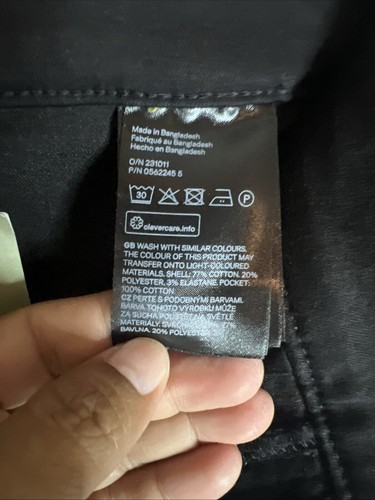 Made in Bangladesh
Fabriqué au Bangladesh
Hecho en Bangladesh
O/N 231011
P/N 0562245 5
30 P
clevercare.info
GB WASH WITH SIMILAR COLOURS.
THE COLOUR OF THIS PRODUCT MAY
TRANSFER ONTO LIGHT-COLOURED
MATERIALS. SHELL: 77% COTTON. 20%
POLYESTER, 3% ELASTANE. POCKET:
100% COTTON
CZ PERTE S PODOBNÝMI BARVAMI.
BARVA TOHOTO VÝROBKU MŮŽE
ZA SUCHA POUŠTĚT NA SVĚTLÉ
MATERIÁLY. 77%
BAVLNA. 20% POLYESTER